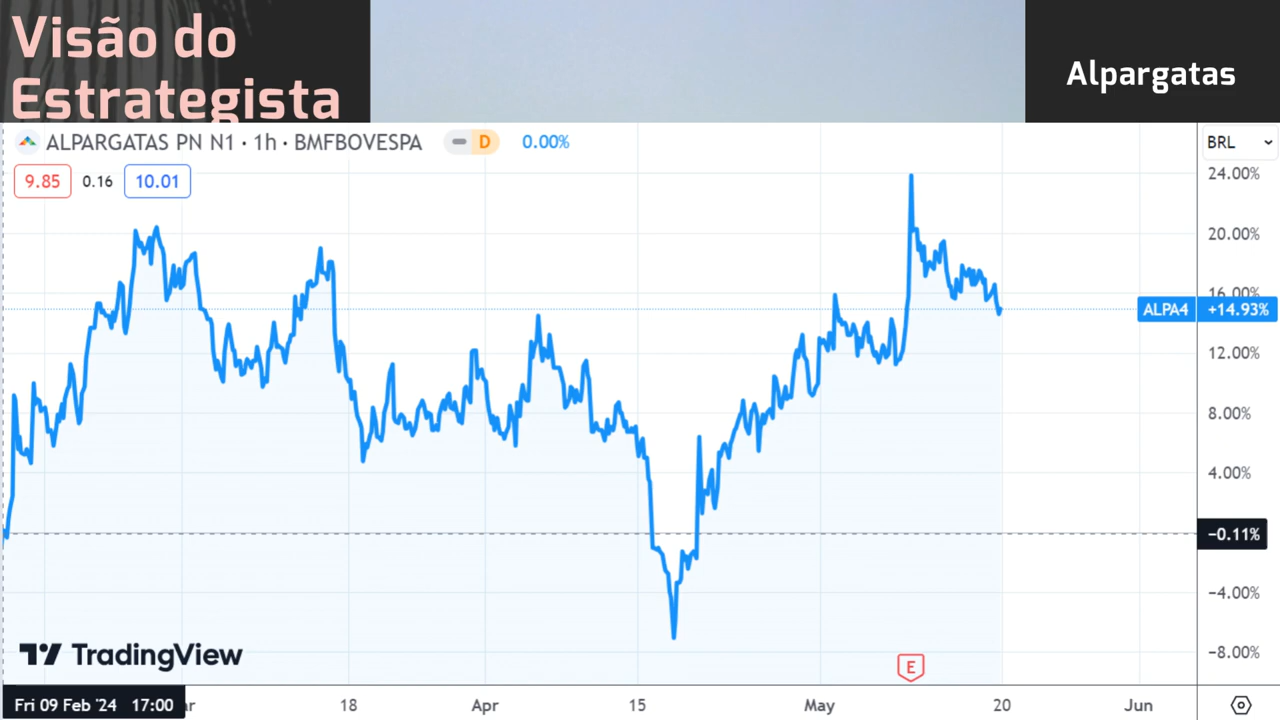 Visão do
Estrategista
Alpargatas
ALPARGATAS PN N1 · 1h · BMFBOVESPA
D
0.00%
BRL
9.85
0.16
10.01
24.00%
20.00%
16.00%
ALPA4
+14.93%
12.00%
8.00%
4.00%
−0.11%
−4.00%
−8.00%
TradingView
E
Fri 09 Feb '24 17:00
18
Apr
15
May
20
Jun